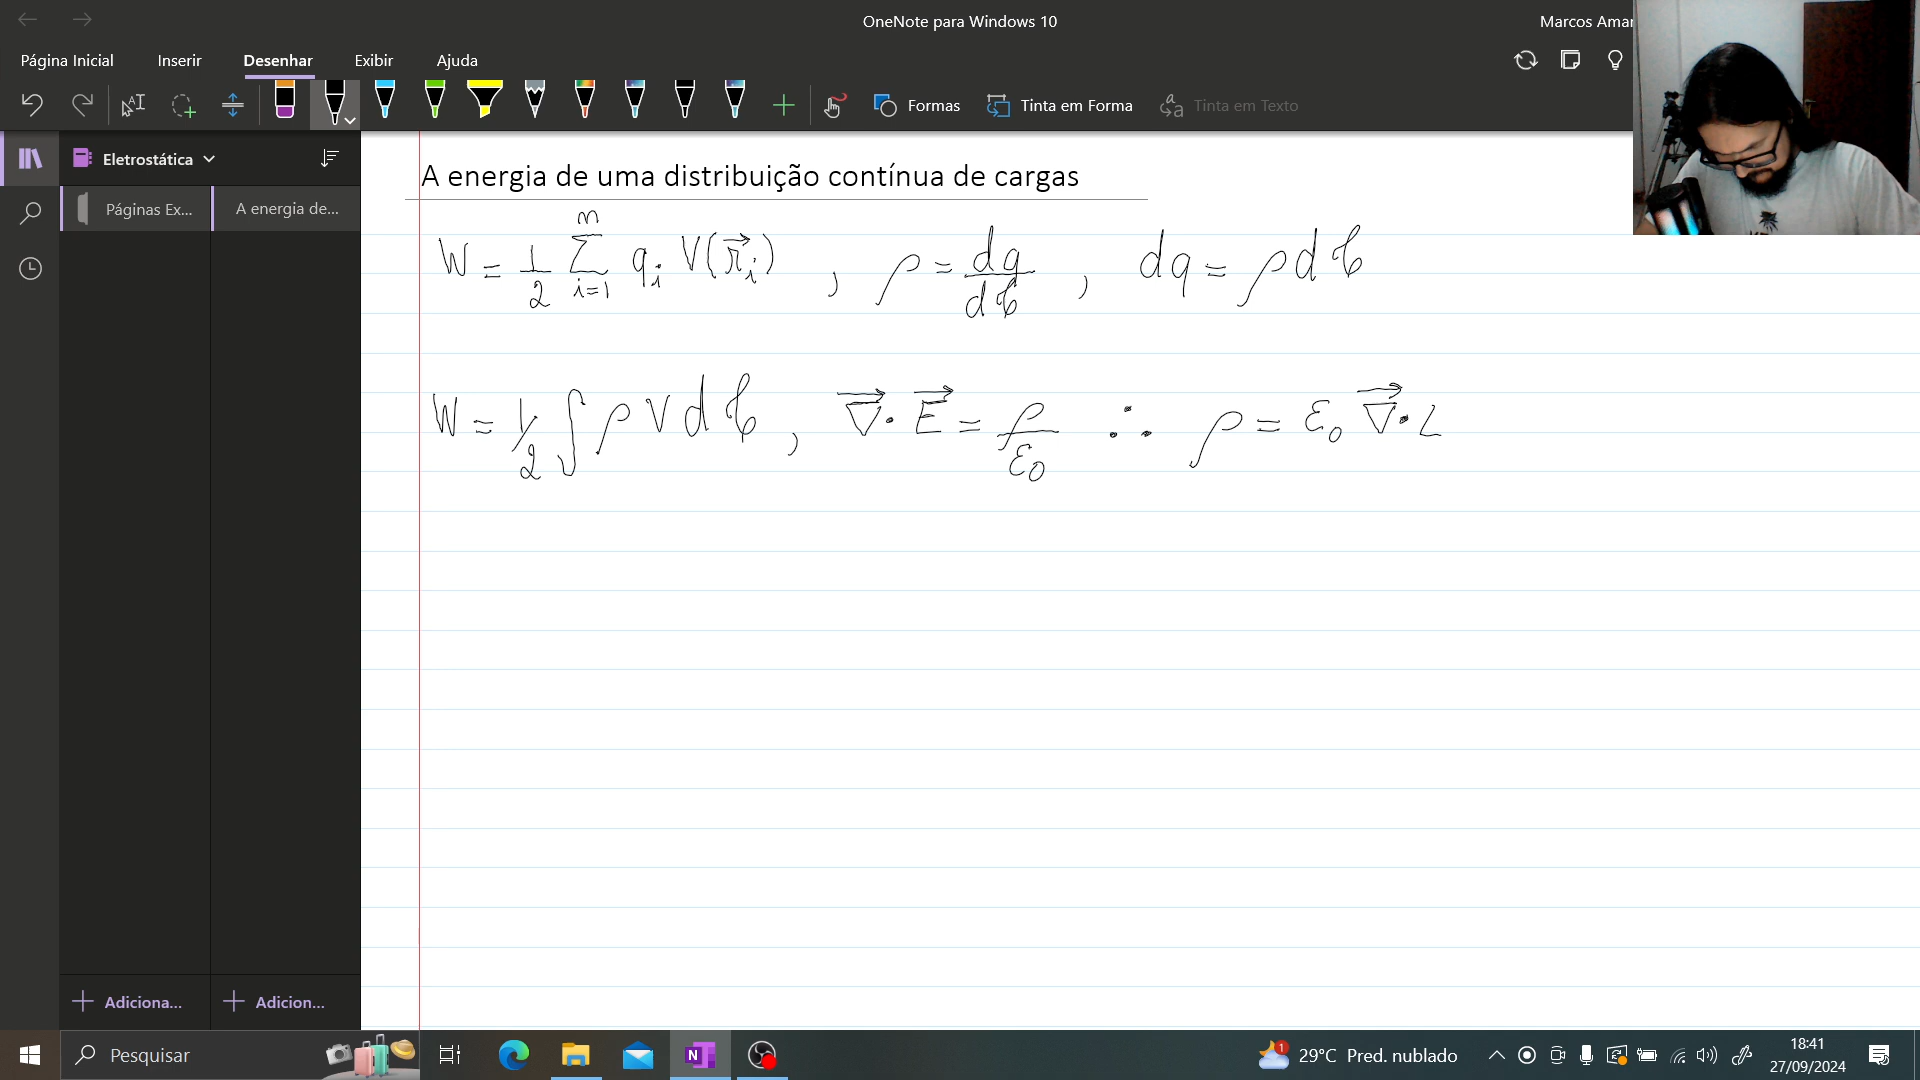 OneNote para Windows 10
Marcos Amar
Página Inicial Inserir Desenhar Exibir Ajuda
Formas Tinta em Forma Tinta em Texto
Eletrostática
Páginas Ex... A energia de...
A energia de uma distribuição contínua de cargas
W = 1/2 Σ_{i=1}^{n} q_i V(r⃗_i) , ρ = dq/dτ , dq = ρ dτ
W = 1/2 ∫ ρ V dτ , ∇⃗ · E⃗ = ρ/ε₀ ∴ ρ = ε₀ ∇⃗ ·
Adiciona... Adicion...
Pesquisar
N
1
29°C Pred. nublado
18:41
27/09/2024